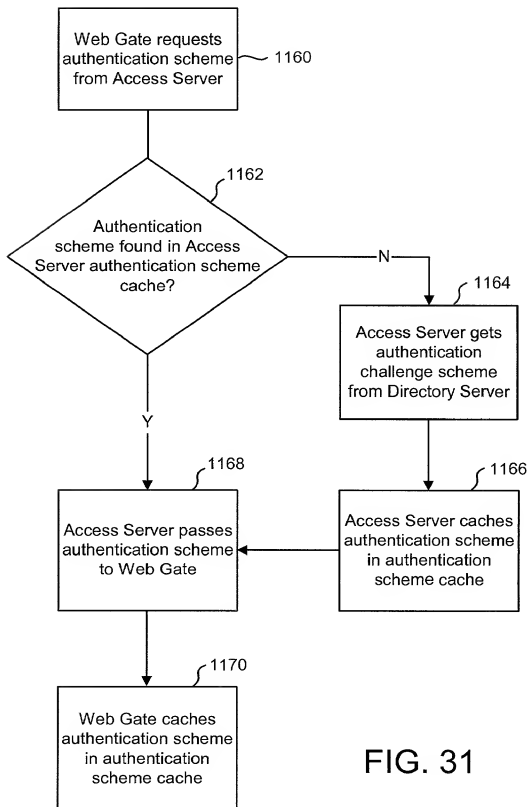 Web Gate requests
authentication scheme
from Access Server
1160
1162
Authentication
scheme found in Access
Server authentication scheme
cache?
N
1164
Access Server gets
authentication
challenge scheme
from Directory Server
Y
1168
1166
Access Server passes
authentication scheme
to Web Gate
Access Server caches
authentication scheme
in authentication
scheme cache
1170
Web Gate caches
authentication scheme
in authentication
scheme cache
FIG. 31